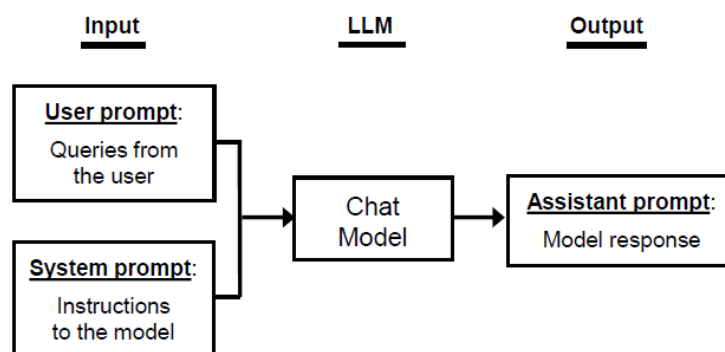 Input
LLM
Output
User prompt:
Queries from
the user
System prompt:
Instructions
to the model
Chat
Model
Assistant prompt:
Model response